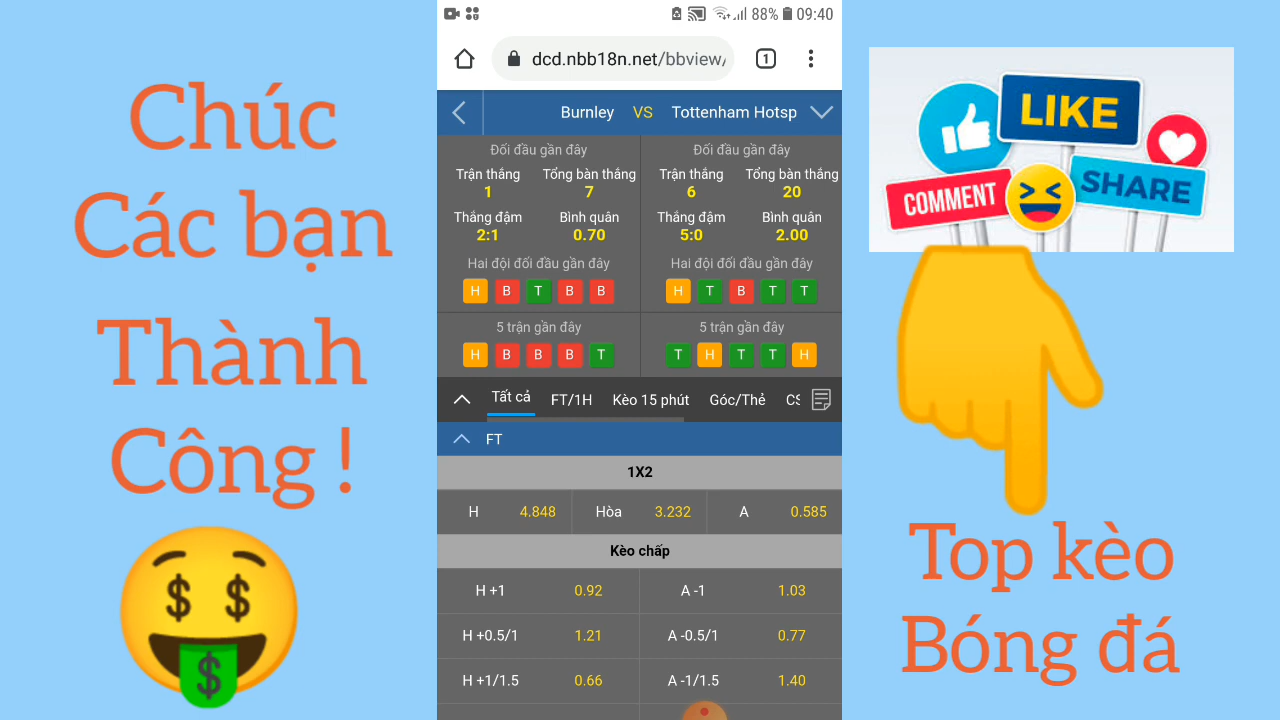 Chúc
Các bạn
Thành
Công !
88% 09:40
dcd.nbb18n.net/bbview/
1
Burnley VS Tottenham Hotsp
Đối đầu gần đây Đối đầu gần đây
Trận thắng Tổng bàn thắng Trận thắng Tổng bàn thắng
1 7 6 20
Thắng đậm Bình quân Thắng đậm Bình quân
2:1 0.70 5:0 2.00
Hai đội đối đầu gần đây Hai đội đối đầu gần đây
H B T B B H T B T T
5 trận gần đây 5 trận gần đây
H B B B T T H T T H
Tất cả FT/1H Kèo 15 phút Góc/Thẻ CS
FT
1X2
H 4.848 Hòa 3.232 A 0.585
Kèo chấp
H +1 0.92 A -1 1.03
H +0.5/1 1.21 A -0.5/1 0.77
H +1/1.5 0.66 A -1/1.5 1.40
LIKE
COMMENT
SHARE
Top kèo
Bóng đá